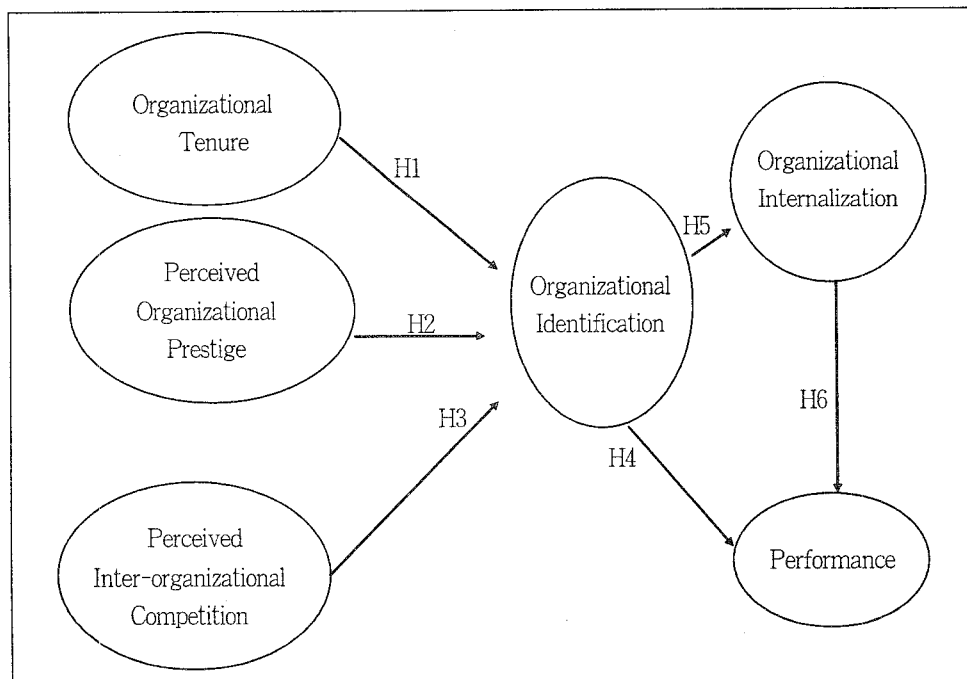 Organizational
Tenure
H1
Perceived
Organizational
Prestige
H2
Perceived
Inter-organizational
Competition
H3
Organizational
Identification
H5
H4
Organizational
Internalization
H6
Performance